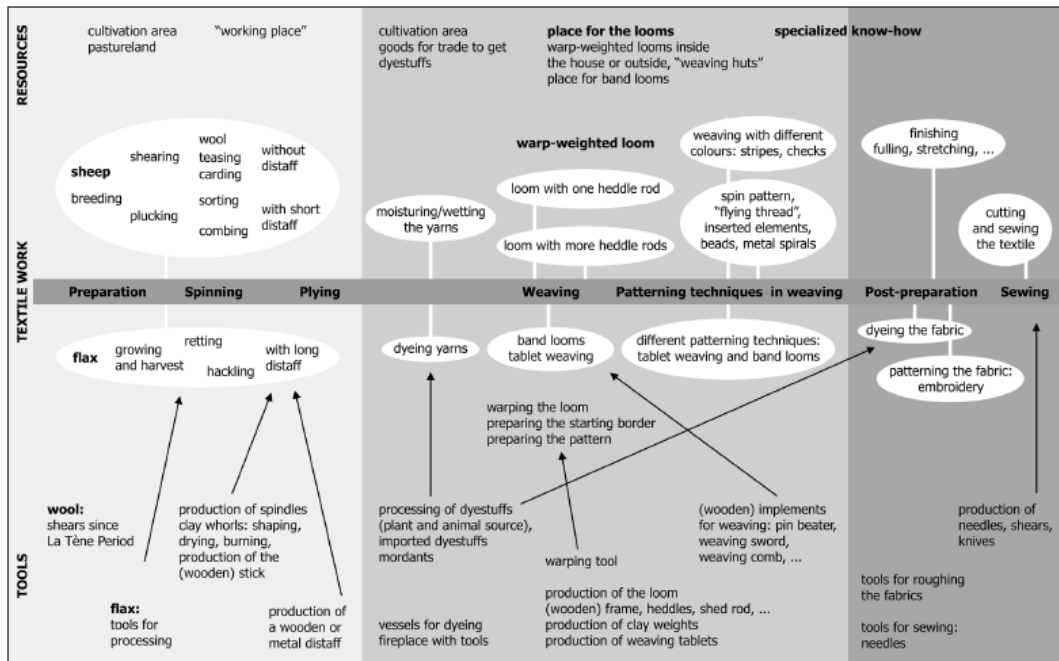 RESOURCES
cultivation area
pastureland
“working place”
cultivation area
goods for trade to get
dyestuffs
place for the looms
warp-weighted looms inside
the house or outside, “weaving huts”
place for band looms
specialized know-how
TEXTILE WORK
sheep
breeding
shearing
plucking
wool
teasing
carding
sorting
combing
without
distaff
with short
distaff
moisturing/wetting
the yarns
warp-weighted loom
loom with one heddle rod
loom with more heddle rods
weaving with different
colours: stripes, checks
spin pattern,
“flying thread”,
inserted elements,
beads, metal spirals
finishing
fulling, stretching, ...
cutting
and sewing
the textile
Preparation Spinning Plying Weaving Patterning techniques in weaving Post-preparation Sewing
flax
growing
and harvest
retting
hackling
with long
distaff
dyeing yarns
band looms
tablet weaving
different patterning techniques:
tablet weaving and band looms
dyeing the fabric
patterning the fabric:
embroidery
warping the loom
preparing the starting border
preparing the pattern
TOOLS
wool:
shears since
La Tène Period
production of spindles
clay whorls: shaping,
drying, burning,
production of the
(wooden) stick
processing of dyestuffs
(plant and animal source),
imported dyestuffs
mordants
warping tool
(wooden) implements
for weaving: pin beater,
weaving sword,
weaving comb, ...
production of
needles, shears,
knives
flax:
tools for
processing
production of
a wooden or
metal distaff
vessels for dyeing
fireplace with tools
production of the loom
(wooden) frame, heddles, shed rod, ...
production of clay weights
production of weaving tablets
tools for roughing
the fabrics
tools for sewing:
needles